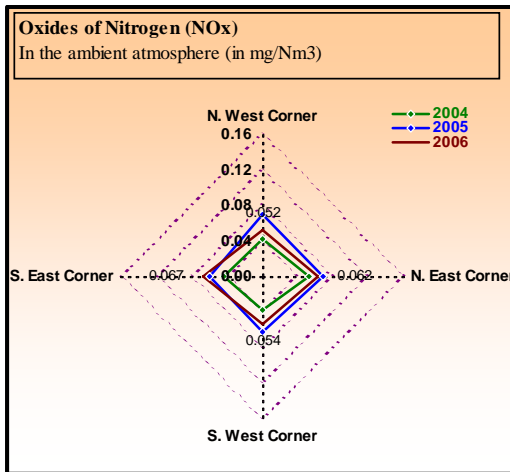 Oxides of Nitrogen (NOx)
In the ambient atmosphere (in mg/Nm3)
N. West Corner
2004
2005
2006
0.16
0.12
0.08
0.052
0.04
S. East Corner
0.067
0.00
0.062
N. East Corner
0.054
S. West Corner